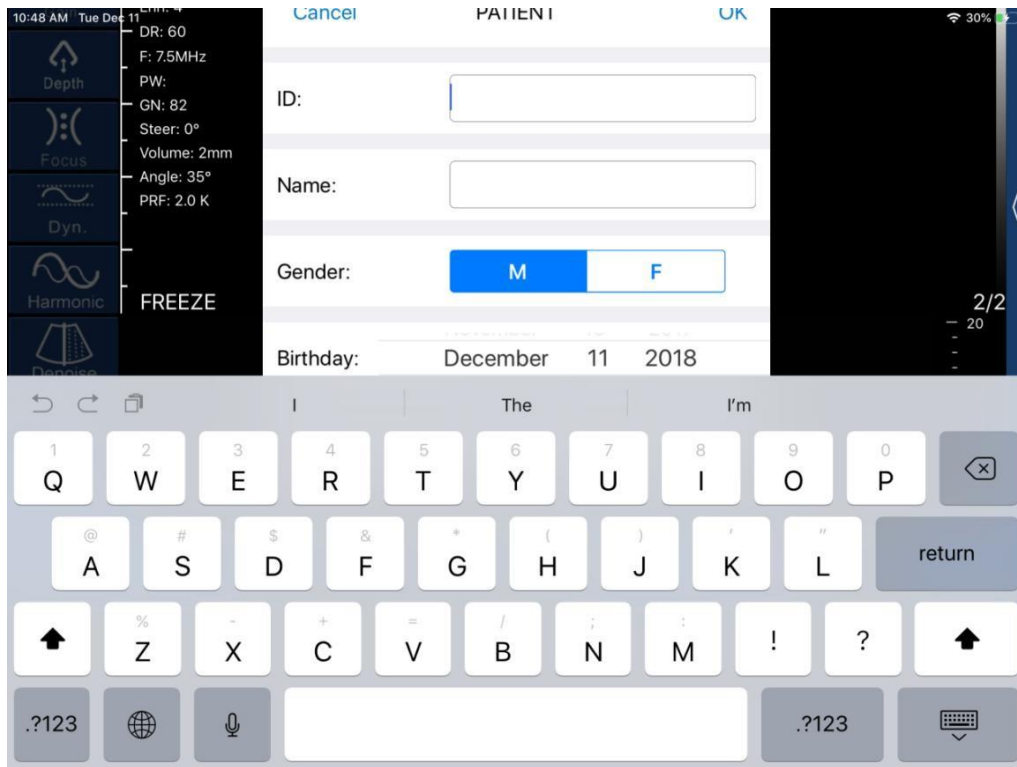 10:48 AM Tue Dec 11
30%
Cancel PATIENT OK
DR: 60
F: 7.5MHz
PW:
GN: 82
Steer: 0°
Volume: 2mm
Angle: 35°
PRF: 2.0 K
Depth
Focus
Dyn.
Harmonic
Denoise
FREEZE
ID:
Name:
Gender: M F
Birthday: December 11 2018
2/2
20
I The I'm
1 2 3 4 5 6 7 8 9 0
Q W E R T Y U I O P
@ # $ & * ( ) ' "
A S D F G H J K L return
% - + = / ; :
Z X C V B N M ! ?
.?123 .?123